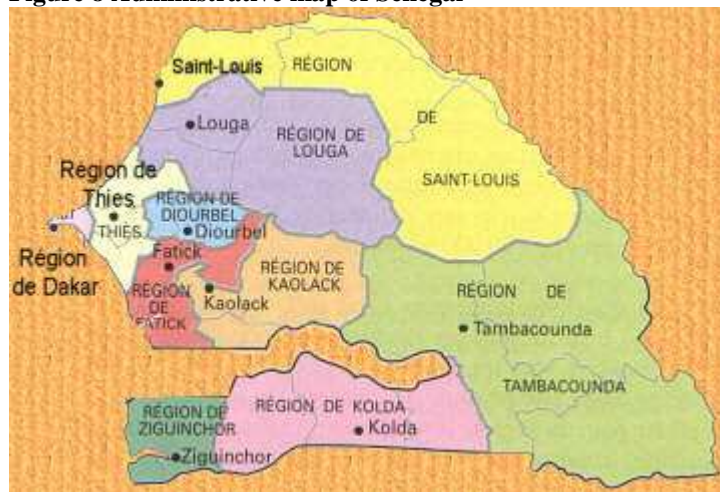 Figure 8 Administrative map of Senegal
Saint-Louis
RÉGION
DE
SAINT-LOUIS
Louga
RÉGION DE
LOUGA
Région de
Thies
THIÈS
RÉGION DE
DIOURBEL
Diourbel
Région
de Dakar
Fatick
RÉGION
DE
FATICK
Kaolack
RÉGION DE
KAOLACK
RÉGION DE
Tambacounda
TAMBACOUNDA
RÉGION DE
ZIGUINCHOR
Ziguinchor
RÉGION DE KOLDA
Kolda